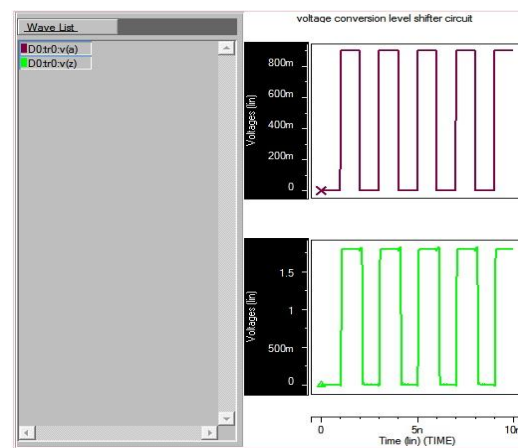 voltage conversion level shifter circuit
Wave List
D0:tr0:v(a)
D0:tr0:v(z)
Voltages (lin)
800m
600m
400m
200m
0
Voltages (lin)
1.5
1
500m
0
0
5n
10n
Time (lin) (TIME)